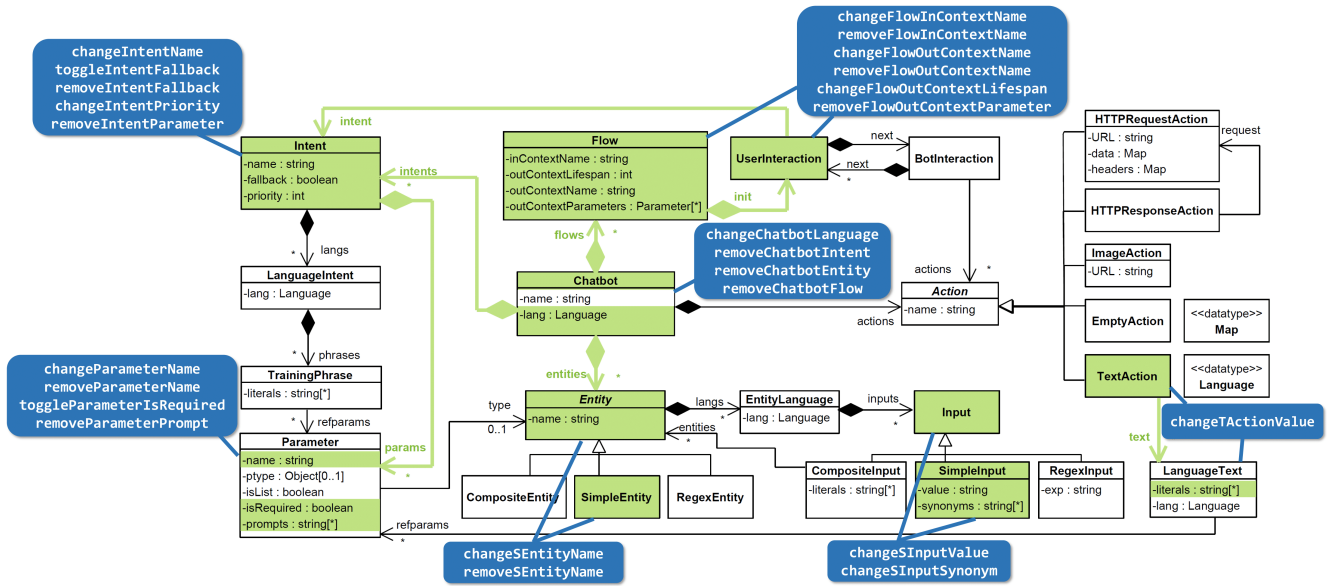 changeFlowInContextName
removeFlowInContextName
changeFlowOutContextName
removeFlowOutContextName
changeFlowOutContextLifespan
removeFlowOutContextParameter
changeIntentName
toggleIntentFallback
removeIntentFallback
changeIntentPriority
removeIntentParameter
intent
Intent
-name : string
-fallback : boolean
-priority : int
intents
*
Flow
-inContextName : string
-outContextLifespan : int
-outContextName : string
-outContextParameters : Parameter[*]
init
UserInteraction
next
next
*
BotInteraction
HTTPRequestAction
-URL : string
-data : Map
-headers : Map
request
HTTPResponseAction
* langs
flows *
changeChatbotLanguage
removeChatbotIntent
removeChatbotEntity
removeChatbotFlow
ImageAction
-URL : string
LanguageIntent
-lang : Language
Chatbot
-name : string
-lang : Language
actions *
actions
Action
-name : string
EmptyAction
<<datatype>>
Map
* phrases
changeParameterName
removeParameterName
toggleParameterIsRequired
removeParameterPrompt
TrainingPhrase
-literals : string[*]
entities *
TextAction
<<datatype>>
Language
refparams
*
type
0..1
Entity
-name : string
langs
*
entities
*
EntityLanguage
-lang : Language
inputs
*
Input
changeTActionValue
text
Parameter
-name : string
-ptype : Object[0..1]
-isList : boolean
-isRequired : boolean
-prompts : string[*]
params
*
CompositeEntity
SimpleEntity
RegexEntity
CompositeInput
-literals : string[*]
SimpleInput
-value : string
-synonyms : string[*]
RegexInput
-exp : string
LanguageText
-literals : string[*]
-lang : Language
refparams
*
changeSEntityName
removeSEntityName
changeSInputValue
changeSInputSynonym